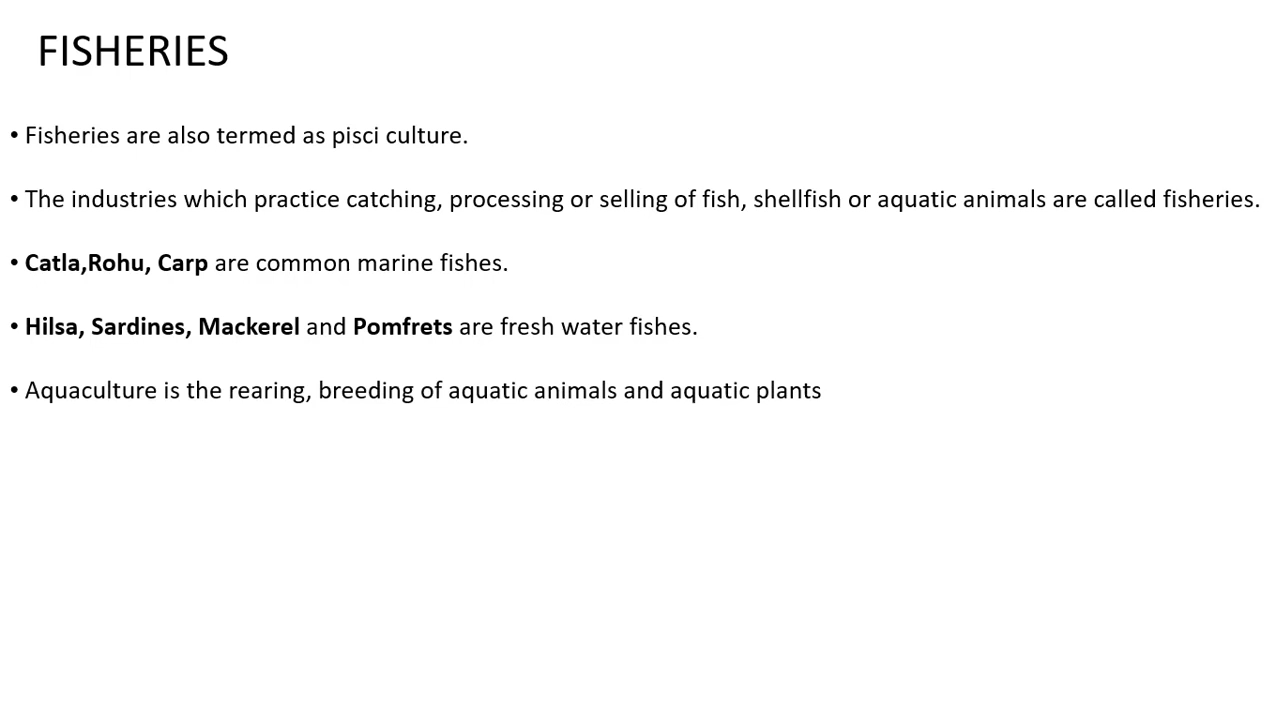 FISHERIES
• Fisheries are also termed as pisci culture.
• The industries which practice catching, processing or selling of fish, shellfish or aquatic animals are called fisheries.
• Catla,Rohu, Carp are common marine fishes.
• Hilsa, Sardines, Mackerel and Pomfrets are fresh water fishes.
• Aquaculture is the rearing, breeding of aquatic animals and aquatic plants